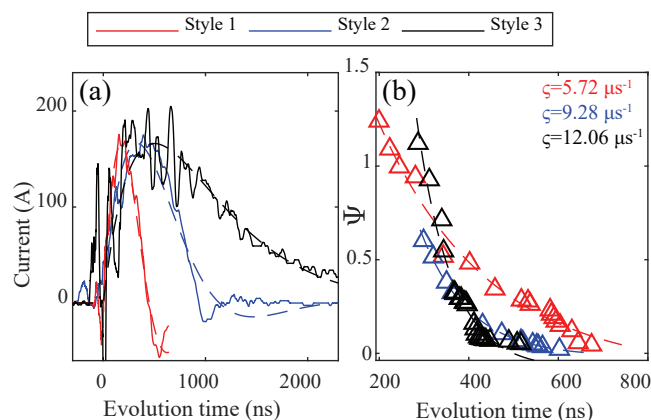 Style 1 Style 2 Style 3
(a)
200
100
0
Current (A)
0 1000 2000
Evolution time (ns)
(b)
1.5
1
0.5
0
Ψ̄
ς=5.72 μs⁻¹
ς=9.28 μs⁻¹
ς=12.06 μs⁻¹
200 400 600 800
Evolution time (ns)